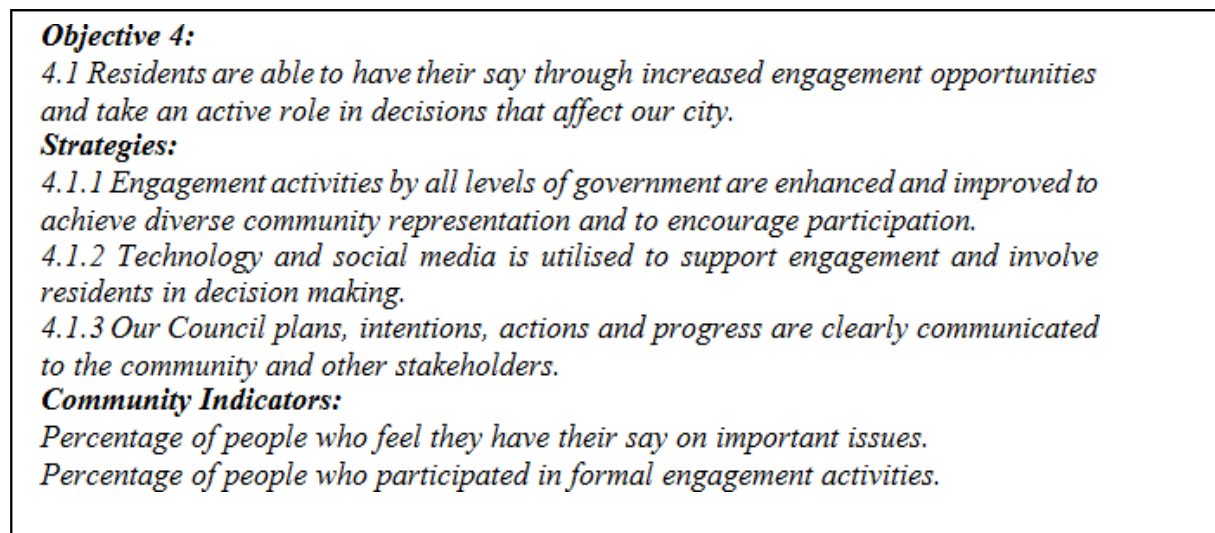 Objective 4:
4.1 Residents are able to have their say through increased engagement opportunities
and take an active role in decisions that affect our city.
Strategies:
4.1.1 Engagement activities by all levels of government are enhanced and improved to
achieve diverse community representation and to encourage participation.
4.1.2 Technology and social media is utilised to support engagement and involve
residents in decision making.
4.1.3 Our Council plans, intentions, actions and progress are clearly communicated
to the community and other stakeholders.
Community Indicators:
Percentage of people who feel they have their say on important issues.
Percentage of people who participated in formal engagement activities.